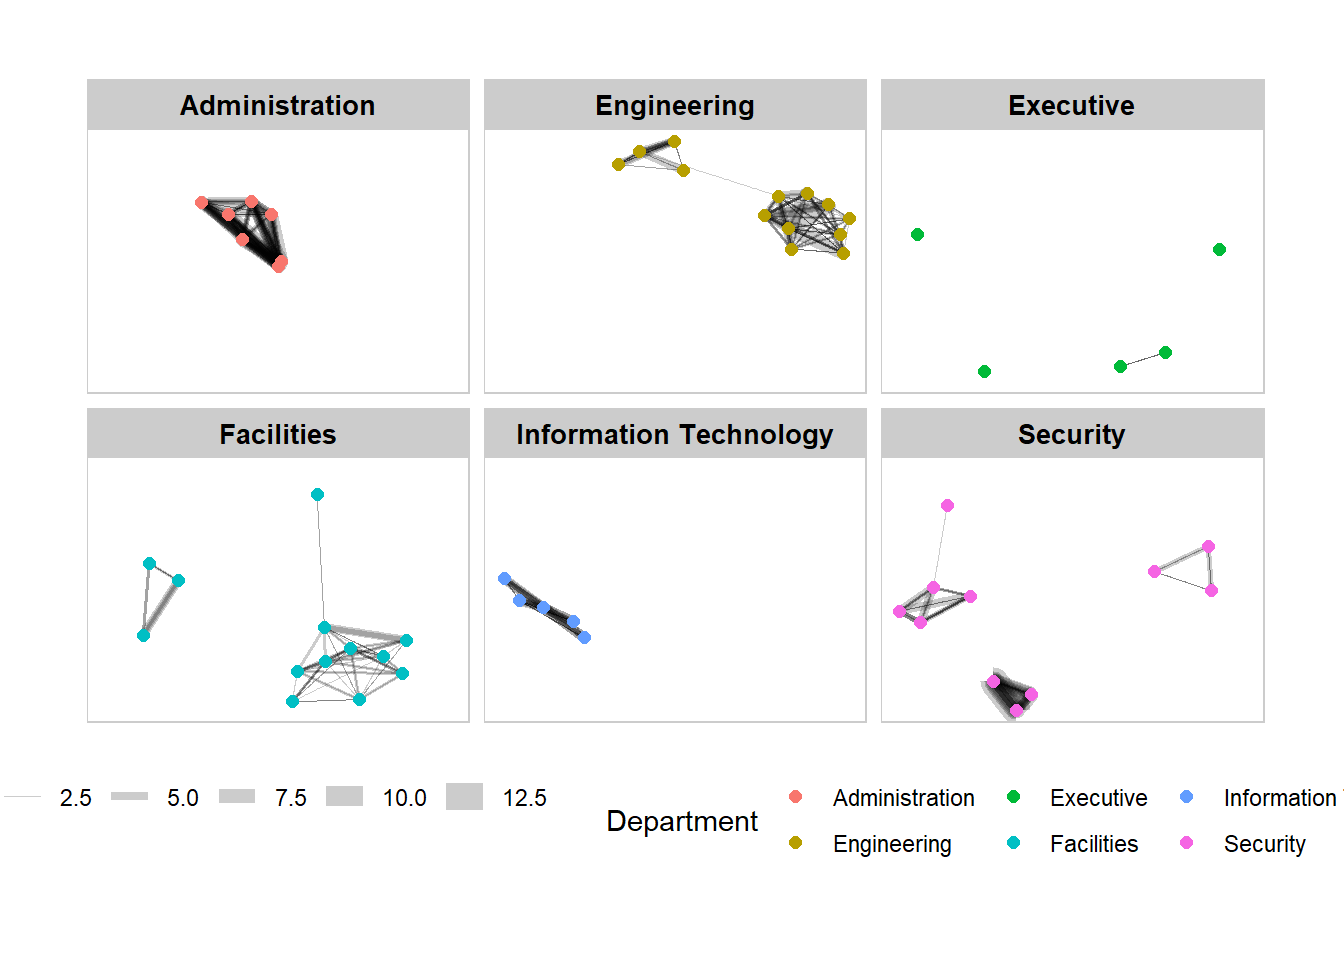 Administration
Engineering
Executive
Facilities
Information Technology
Security
2.5
5.0
7.5
10.0
12.5
Department
Administration
Executive
Information
Engineering
Facilities
Security